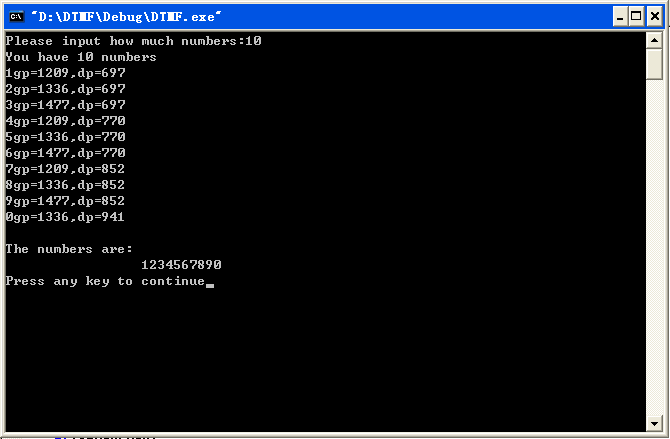 "D:\DTMF\Debug\DTMF.exe"
Please input how much numbers:10
You have 10 numbers
1gp=1209,dp=697
2gp=1336,dp=697
3gp=1477,dp=697
4gp=1209,dp=770
5gp=1336,dp=770
6gp=1477,dp=770
7gp=1209,dp=852
8gp=1336,dp=852
9gp=1477,dp=852
0gp=1336,dp=941
The numbers are:
1234567890
Press any key to continue